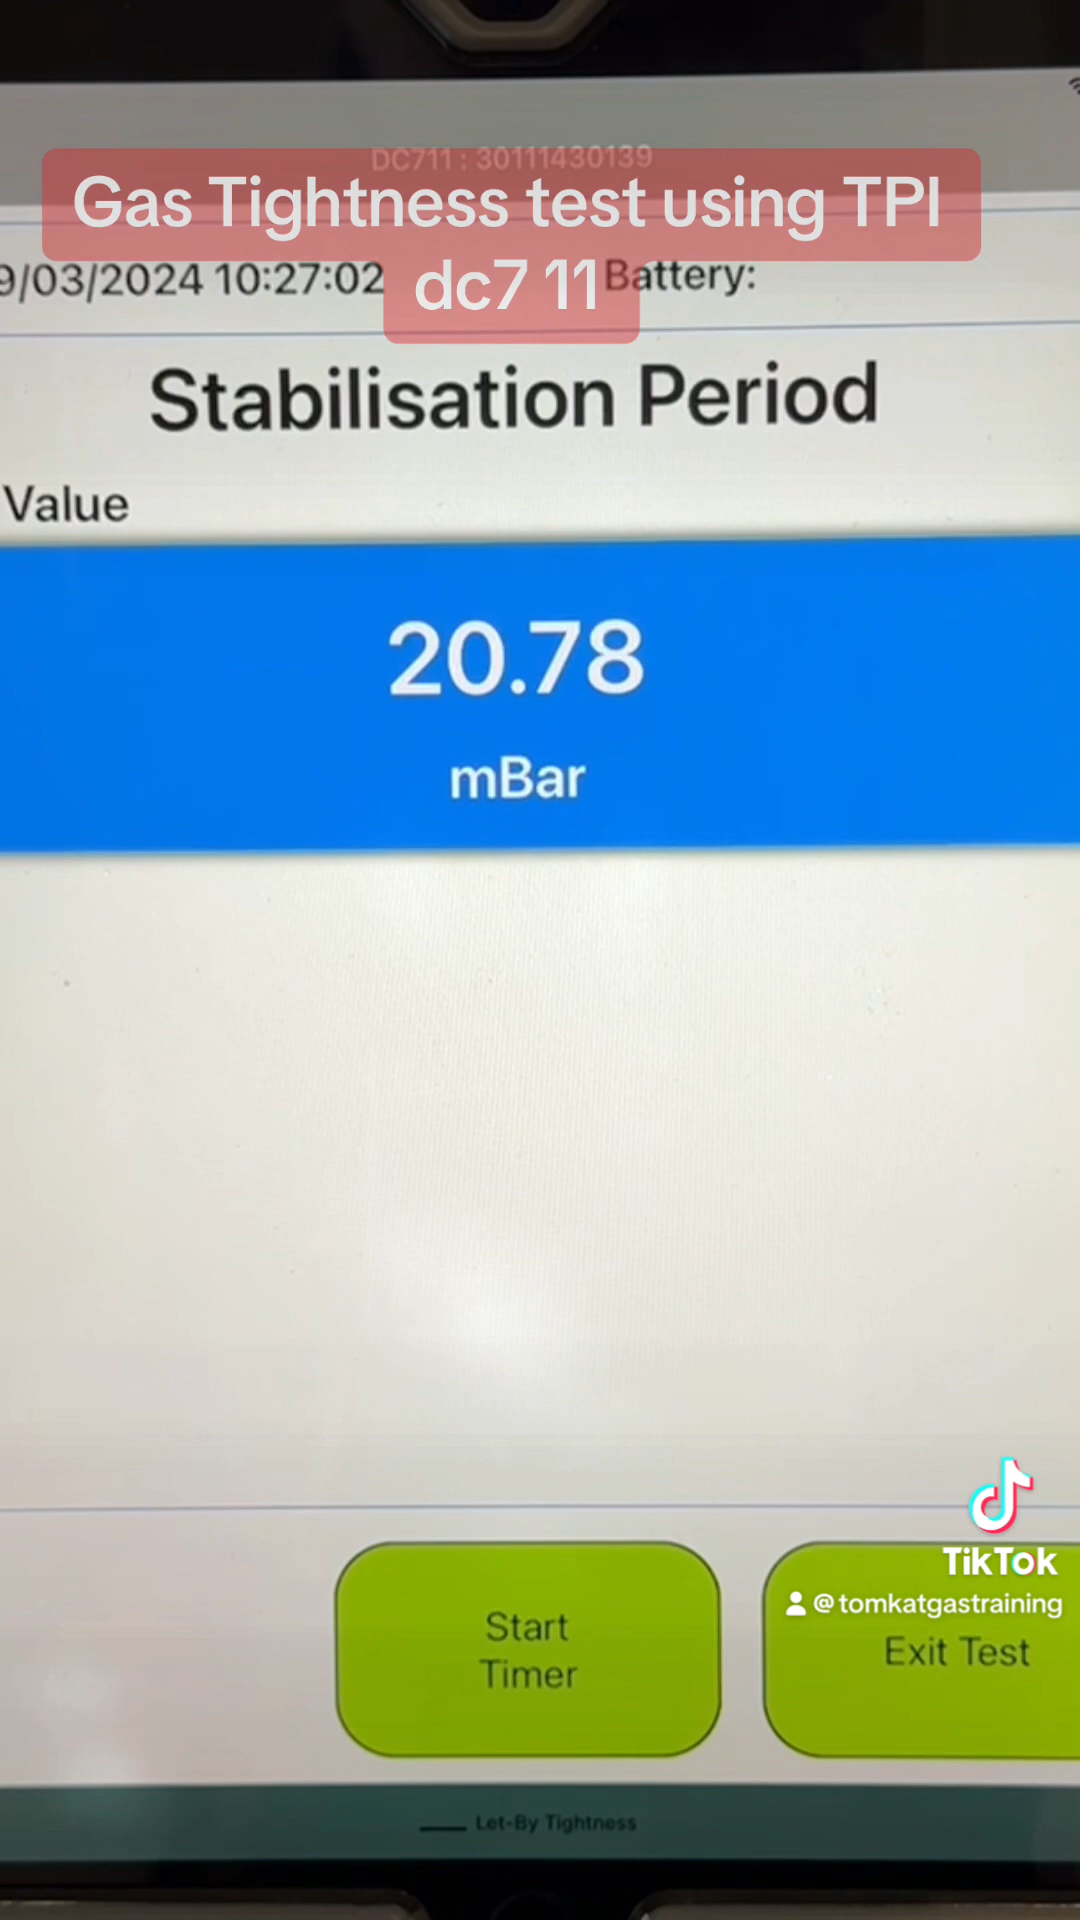 DC711 : 30111430139
Gas Tightness test using TPI
dc7 11
9/03/2024 10:27:02
Battery:
Stabilisation Period
Value
20.78
mBar
TikTok
@tomkatgastraining
Start
Timer
Exit Test
Let-By Tightness